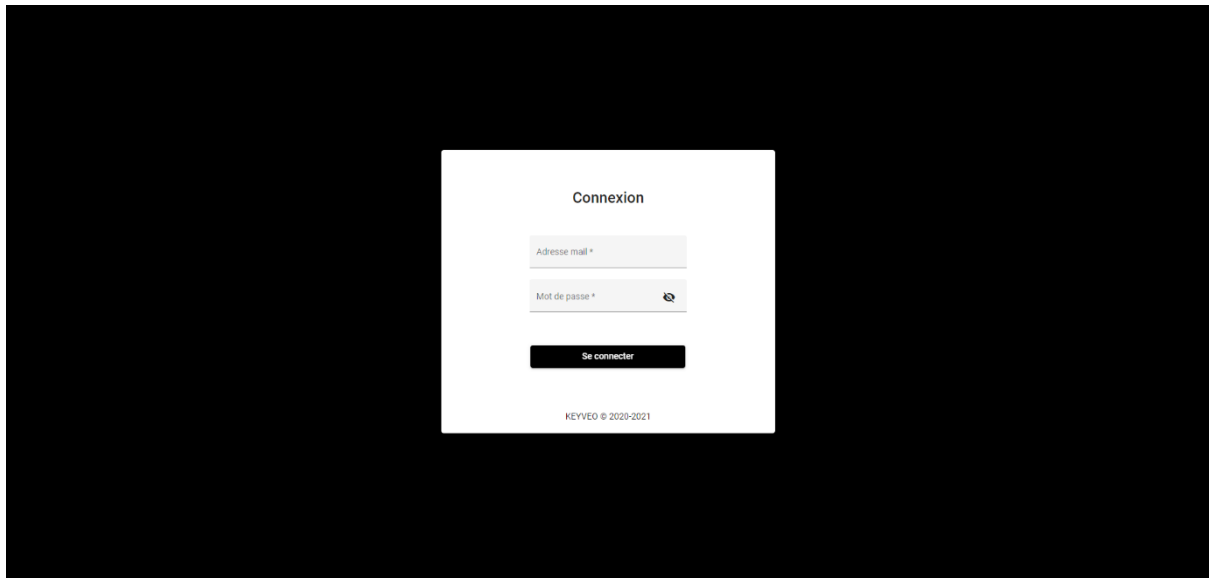 Connexion
Adresse mail *
Mot de passe *
Se connecter
KEYVEO © 2020-2021